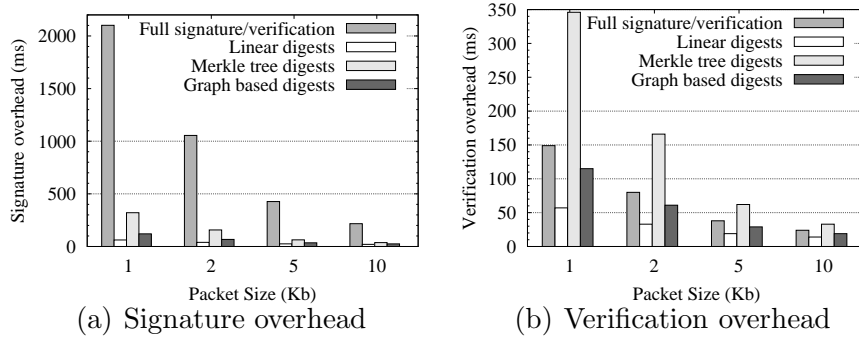 Signature overhead (ms)
2000
1500
1000
500
0
Full signature/verification
Linear digests
Merkle tree digests
Graph based digests
1 2 5 10
Packet Size (Kb)
(a) Signature overhead
Verification overhead (ms)
350
300
250
200
150
100
50
0
Full signature/verification
Linear digests
Merkle tree digests
Graph based digests
1 2 5 10
Packet Size (Kb)
(b) Verification overhead